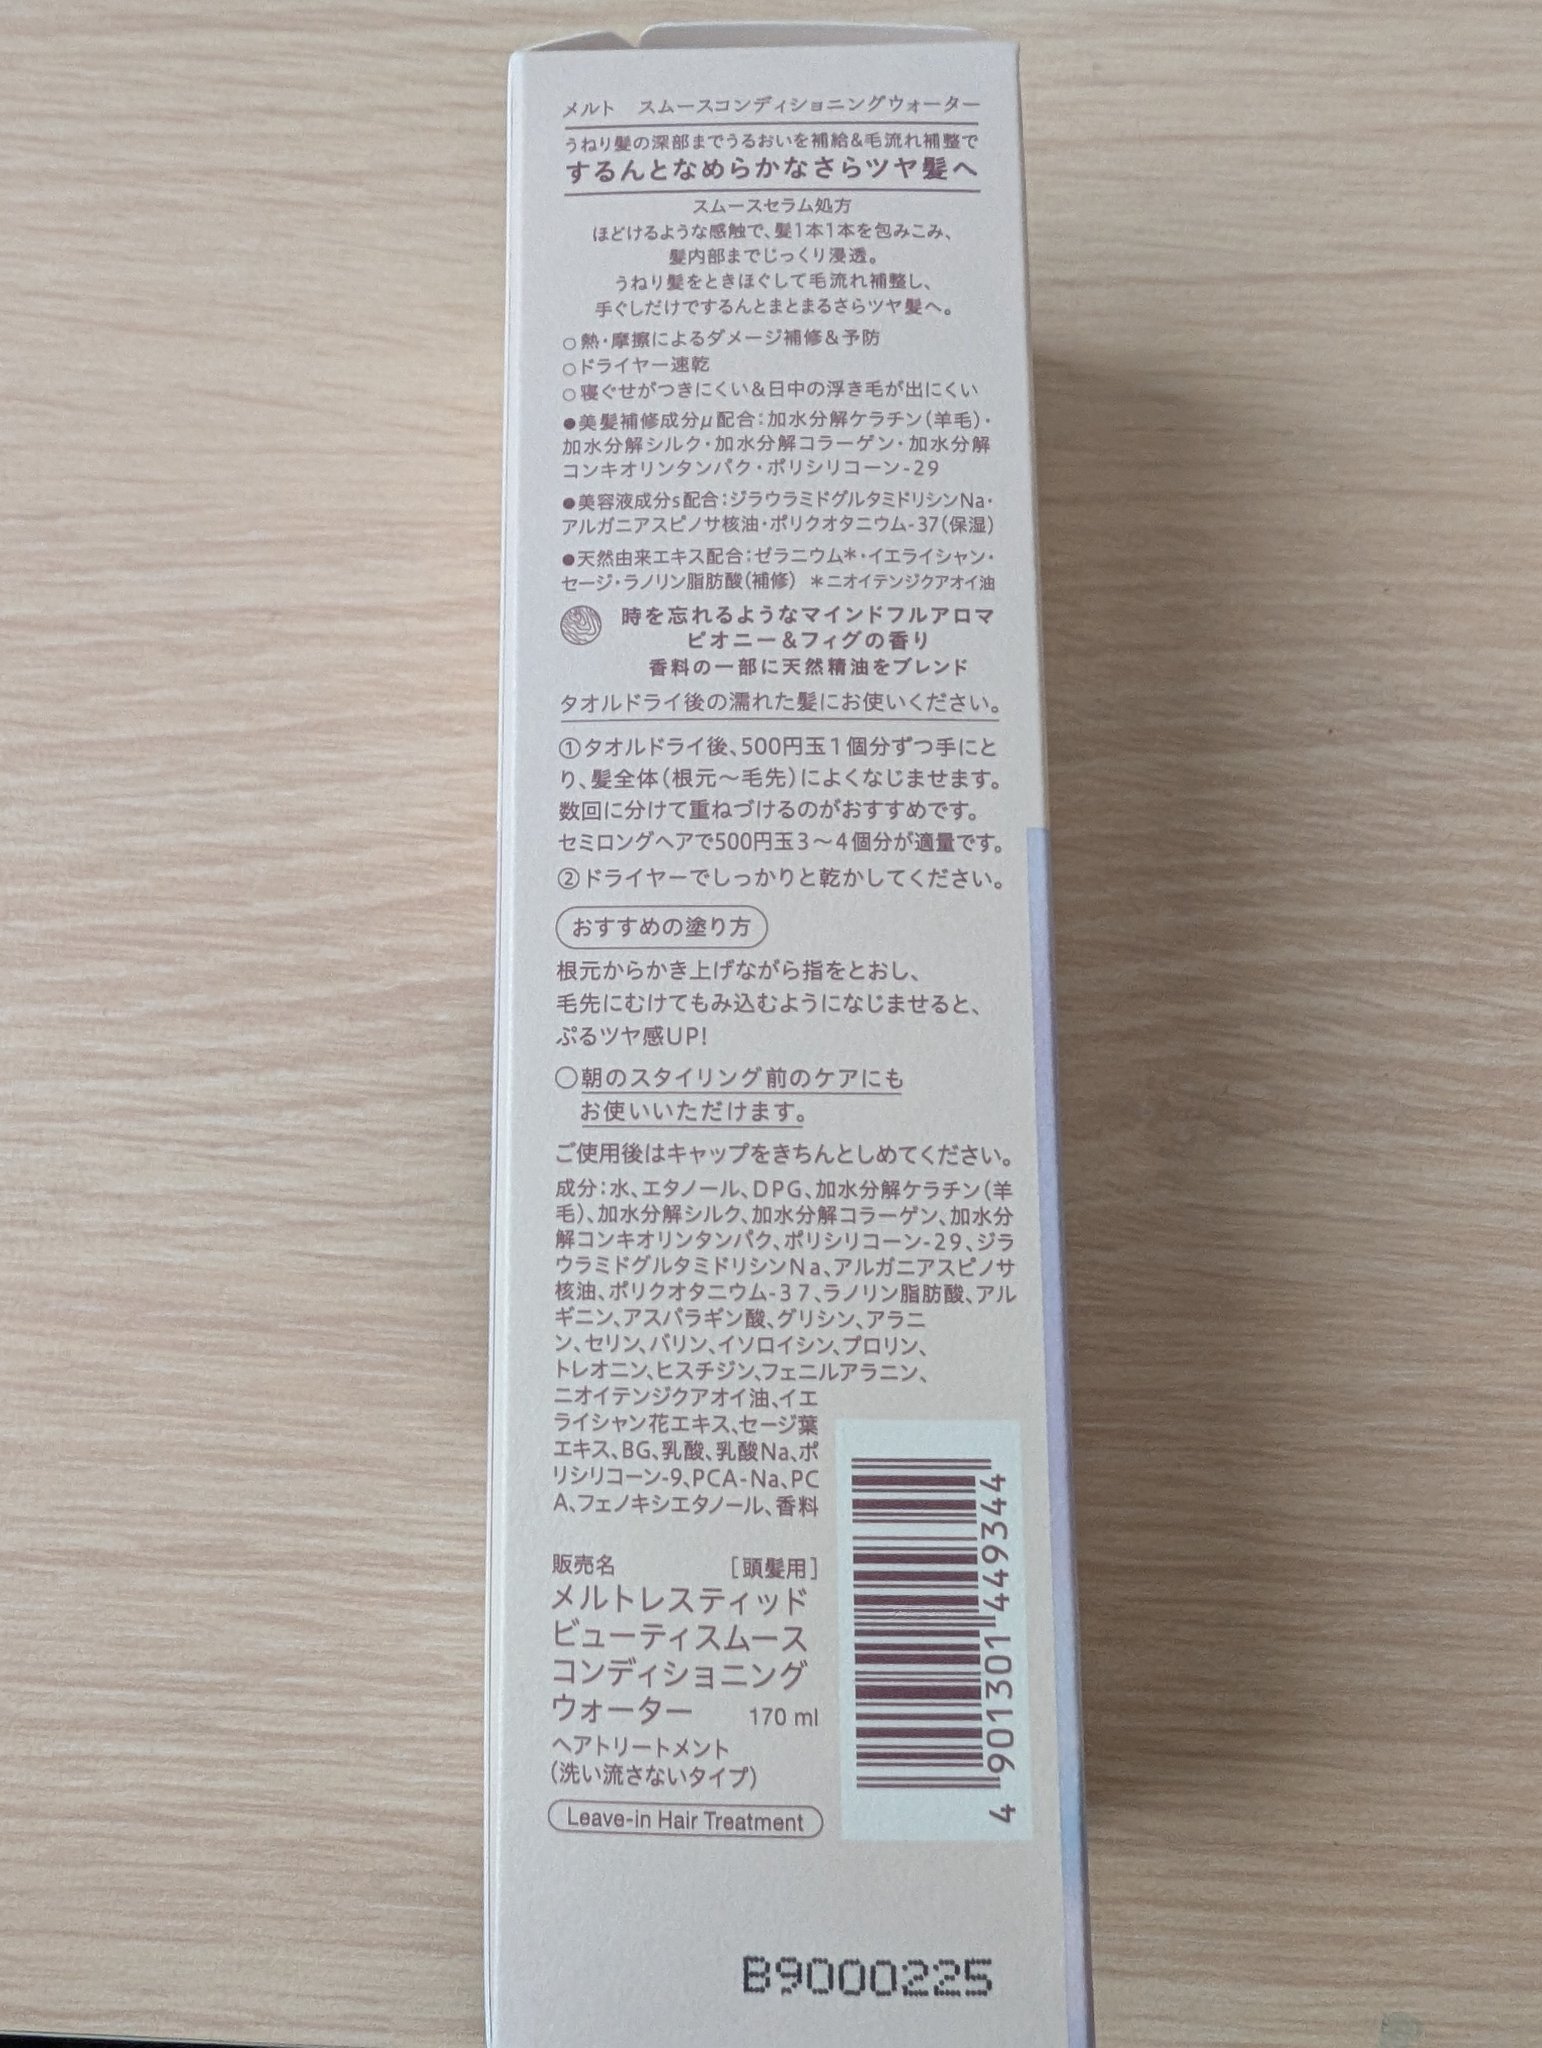 メルト　スムースコンディショニングウォーター
うねり髪の深部までうるおいを補給&毛流れ補整で
するんとなめらかなさらツヤ髪へ
スムースセラム処方
ほどけるような感触で、髪1本1本を包みこみ、
髪内部までじっくり浸透。
うねり髪をときほぐして毛流れ補整し、
手ぐしだけでするんとまとまるさらツヤ髪へ。
○熱・摩擦によるダメージ補修&予防
○ドライヤー速乾
○寝ぐせがつきにくい&日中の浮き毛が出にくい
●美髪補修成分μ配合：加水分解ケラチン（羊毛）・
加水分解シルク・加水分解コラーゲン・加水分解
コンキオリンタンパク・ポリシリコーン-29
●美容液成分s配合：ジラウラミドグルタミドリシンNa・
アルガニアスピノサ核油・ポリクオタニウム-37（保湿）
●天然由来エキス配合：ゼラニウム＊・イエライシャン・
セージ・ラノリン脂肪酸（補修）　＊ニオイテンジクアオイ油
時を忘れるようなマインドフルアロマ
ピオニー＆フィグの香り
香料の一部に天然精油をブレンド
タオルドライ後の濡れた髪にお使いください。
①タオルドライ後、500円玉1個分ずつ手にと
り、髪全体（根元～毛先）によくなじませます。
数回に分けて重ねづけるのがおすすめです。
セミロングヘアで500円玉3～4個分が適量です。
②ドライヤーでしっかりと乾かしてください。
おすすめの塗り方
根元からかき上げながら指をとおし、
毛先にむけてもみ込むようになじませると、
ぷるツヤ感UP!
○朝のスタイリング前のケアにも
お使いいただけます。
ご使用後はキャップをきちんとしめてください。
成分：水、エタノール、DPG、加水分解ケラチン（羊
毛）、加水分解シルク、加水分解コラーゲン、加水分
解コンキオリンタンパク、ポリシリコーン-29、ジラ
ウラミドグルタミドリシンNa、アルガニアスピノサ
核油、ポリクオタニウム-37、ラノリン脂肪酸、アル
ギニン、アスパラギン酸、グリシン、アラニ
ン、セリン、バリン、イソロイシン、プロリン、
トレオニン、ヒスチジン、フェニルアラニン、
ニオイテンジクアオイ油、イエ
ライシャン花エキス、セージ葉
エキス、BG、乳酸、乳酸Na、ポ
リシリコーン-9、PCA-Na、PC
A、フェノキシエタノール、香料
販売名　［頭髪用］
メルトレスティッド
ビューティスムース
コンディショニング
ウォーター　170 ml
ヘアトリートメント
（洗い流さないタイプ）
Leave-in Hair Treatment
4 901301 449344
B9000225